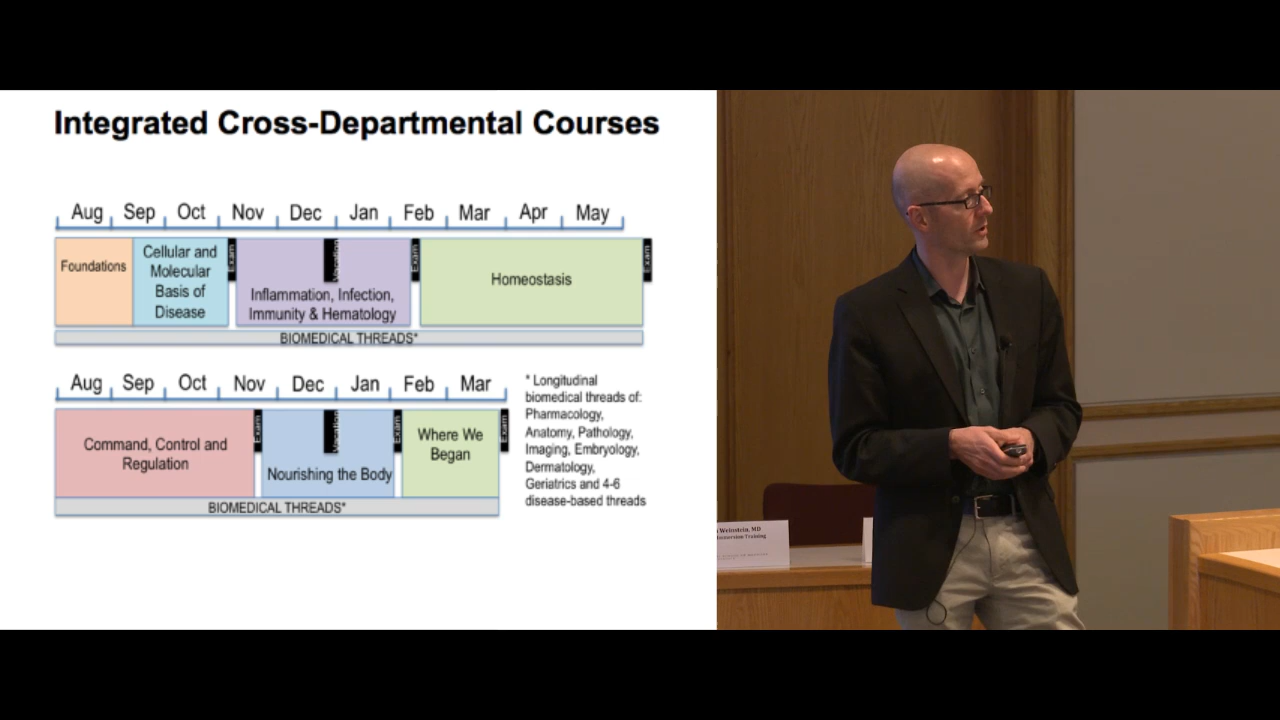 Integrated Cross-Departmental Courses
Aug Sep Oct Nov Dec Jan Feb Mar Apr May
Foundations
Cellular and
Molecular
Basis of
Disease
Exam
Vacation
Inflammation, Infection,
Immunity & Hematology
Exam
Homeostasis
Exam
BIOMEDICAL THREADS*
Aug Sep Oct Nov Dec Jan Feb Mar
Command, Control and
Regulation
Exam
Vacation
Nourishing the Body
Exam
Where We
Began
Exam
BIOMEDICAL THREADS*
* Longitudinal
biomedical threads of:
Pharmacology,
Anatomy, Pathology,
Imaging, Embryology,
Dermatology,
Geriatrics and 4-6
disease-based threads
Weinstein, MD
Immersion Training